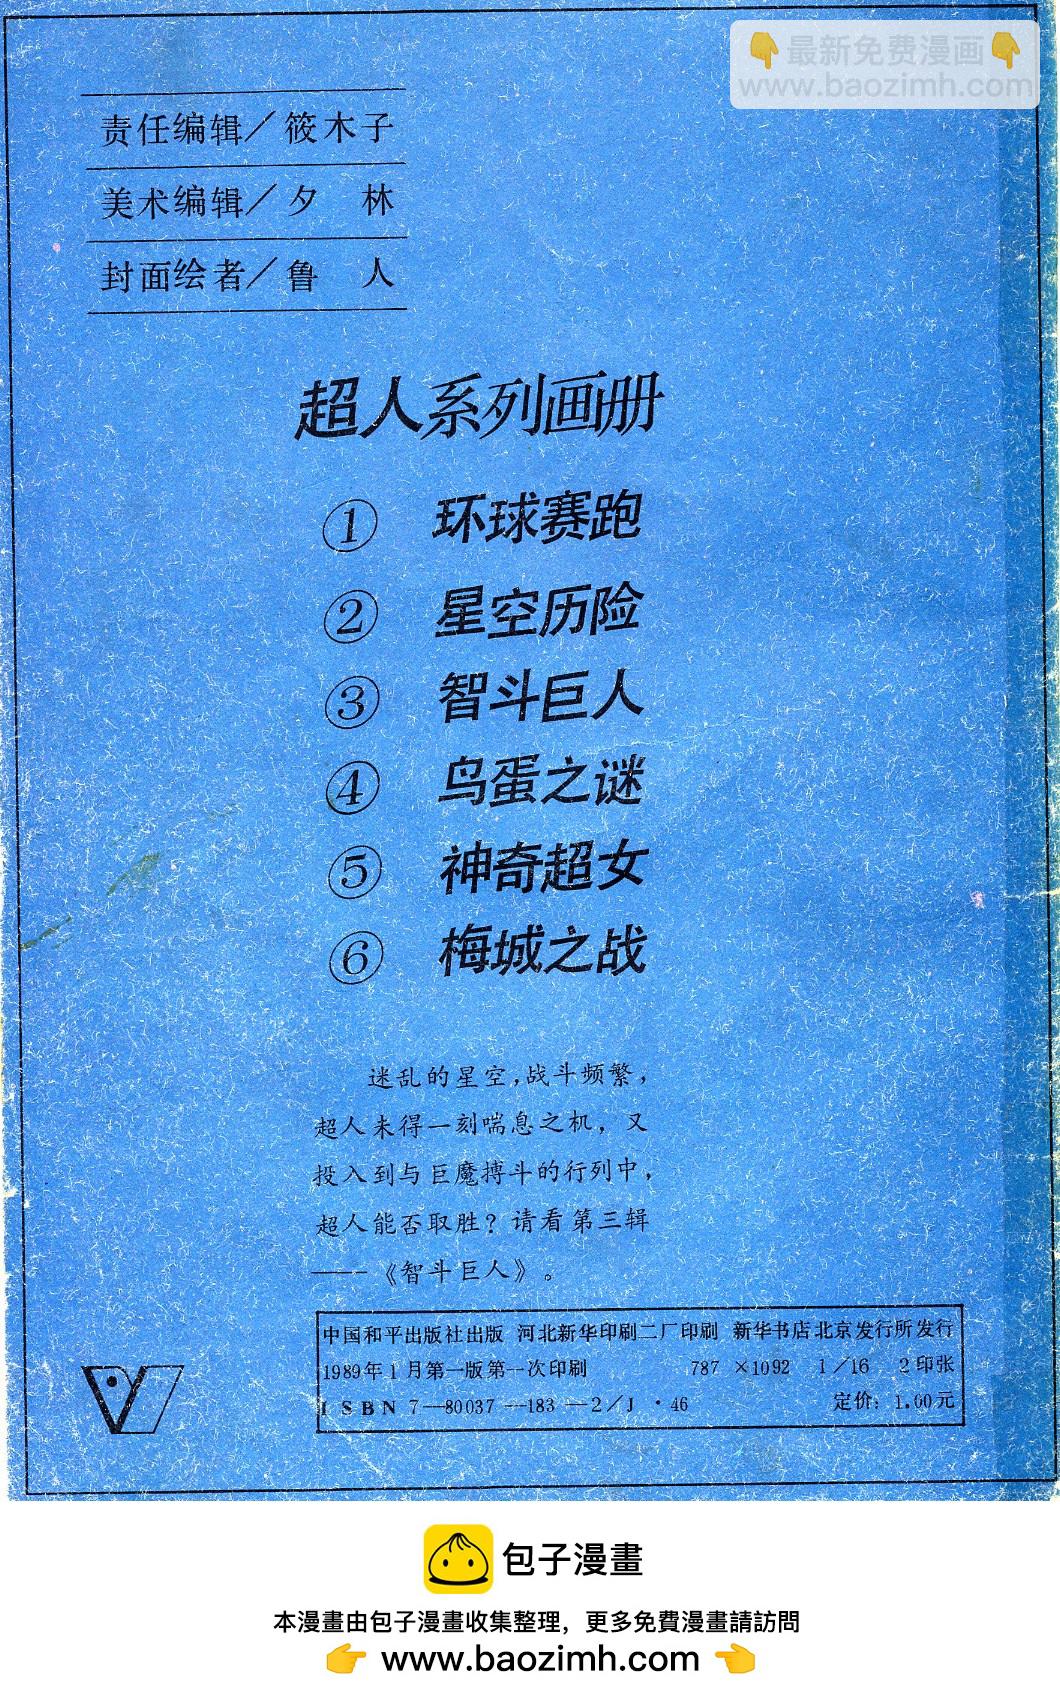 最新免费漫画
www.baozimh.com
责任编辑／筱木子
美术编辑／夕 林
封面绘者／鲁 人
超人系列画册
① 环球赛跑
② 星空历险
③ 智斗巨人
④ 鸟蛋之谜
⑤ 神奇超女
⑥ 梅城之战
迷乱的星空，战斗频繁，
超人未得一刻喘息之机，又
投入到与巨魔搏斗的行列中，
超人能否取胜？请看第三辑
——《智斗巨人》。
中国和平出版社出版 河北新华印刷二厂印刷 新华书店北京发行所发行
1989年1月第一版第一次印刷 787×1092 1／16 2印张
ISBN 7—80037—183—2／J·46 定价：1.00元
包子漫畫
本漫畫由包子漫畫收集整理，更多免費漫畫請訪問
www.baozimh.com